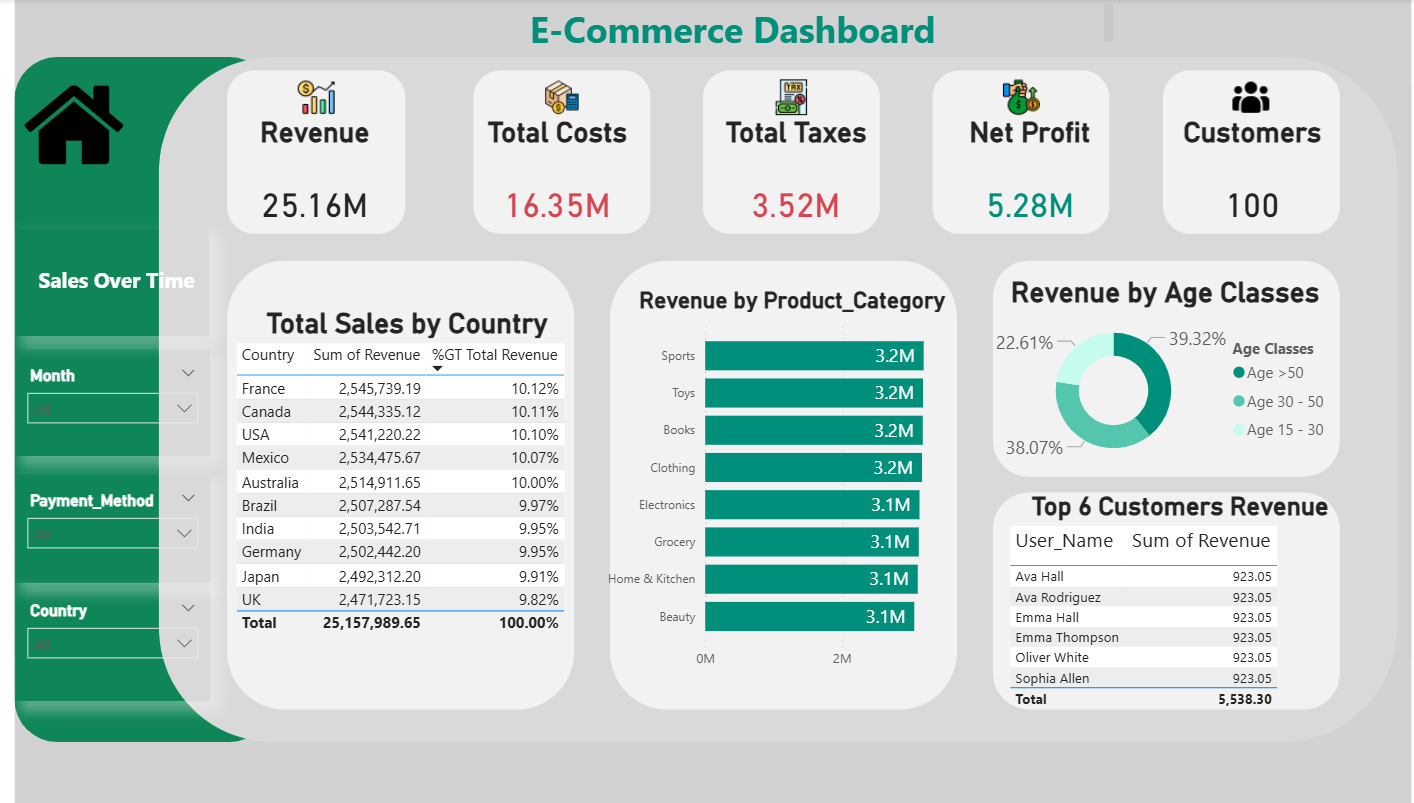 E-Commerce Dashboard
Revenue
25.16M
Total Costs
16.35M
TAX
Total Taxes
3.52M
Net Profit
5.28M
Customers
100
Sales Over Time
Month
All
Payment_Method
All
Country
All
Total Sales by Country
Country Sum of Revenue %GT Total Revenue
France 2,545,739.19 10.12%
Canada 2,544,335.12 10.11%
USA 2,541,220.22 10.10%
Mexico 2,534,475.67 10.07%
Australia 2,514,911.65 10.00%
Brazil 2,507,287.54 9.97%
India 2,503,542.71 9.95%
Germany 2,502,442.20 9.95%
Japan 2,492,312.20 9.91%
UK 2,471,723.15 9.82%
Total 25,157,989.65 100.00%
Revenue by Product_Category
Sports 3.2M
Toys 3.2M
Books 3.2M
Clothing 3.2M
Electronics 3.1M
Grocery 3.1M
Home & Kitchen 3.1M
Beauty 3.1M
0M 2M
Revenue by Age Classes
22.61%
39.32%
38.07%
Age Classes
Age >50
Age 30 - 50
Age 15 - 30
Top 6 Customers Revenue
User_Name Sum of Revenue
Ava Hall 923.05
Ava Rodriguez 923.05
Emma Hall 923.05
Emma Thompson 923.05
Oliver White 923.05
Sophia Allen 923.05
Total 5,538.30